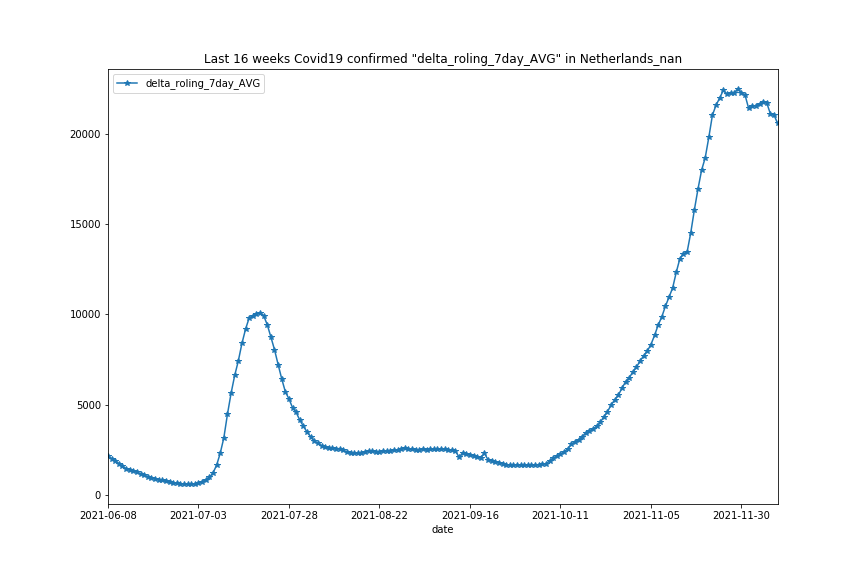 Last 16 weeks Covid19 confirmed "delta_roling_7day_AVG" in Netherlands_nan
delta_roling_7day_AVG
20000
15000
10000
5000
0
2021-06-08 2021-07-03 2021-07-28 2021-08-22 2021-09-16 2021-10-11 2021-11-05 2021-11-30
date